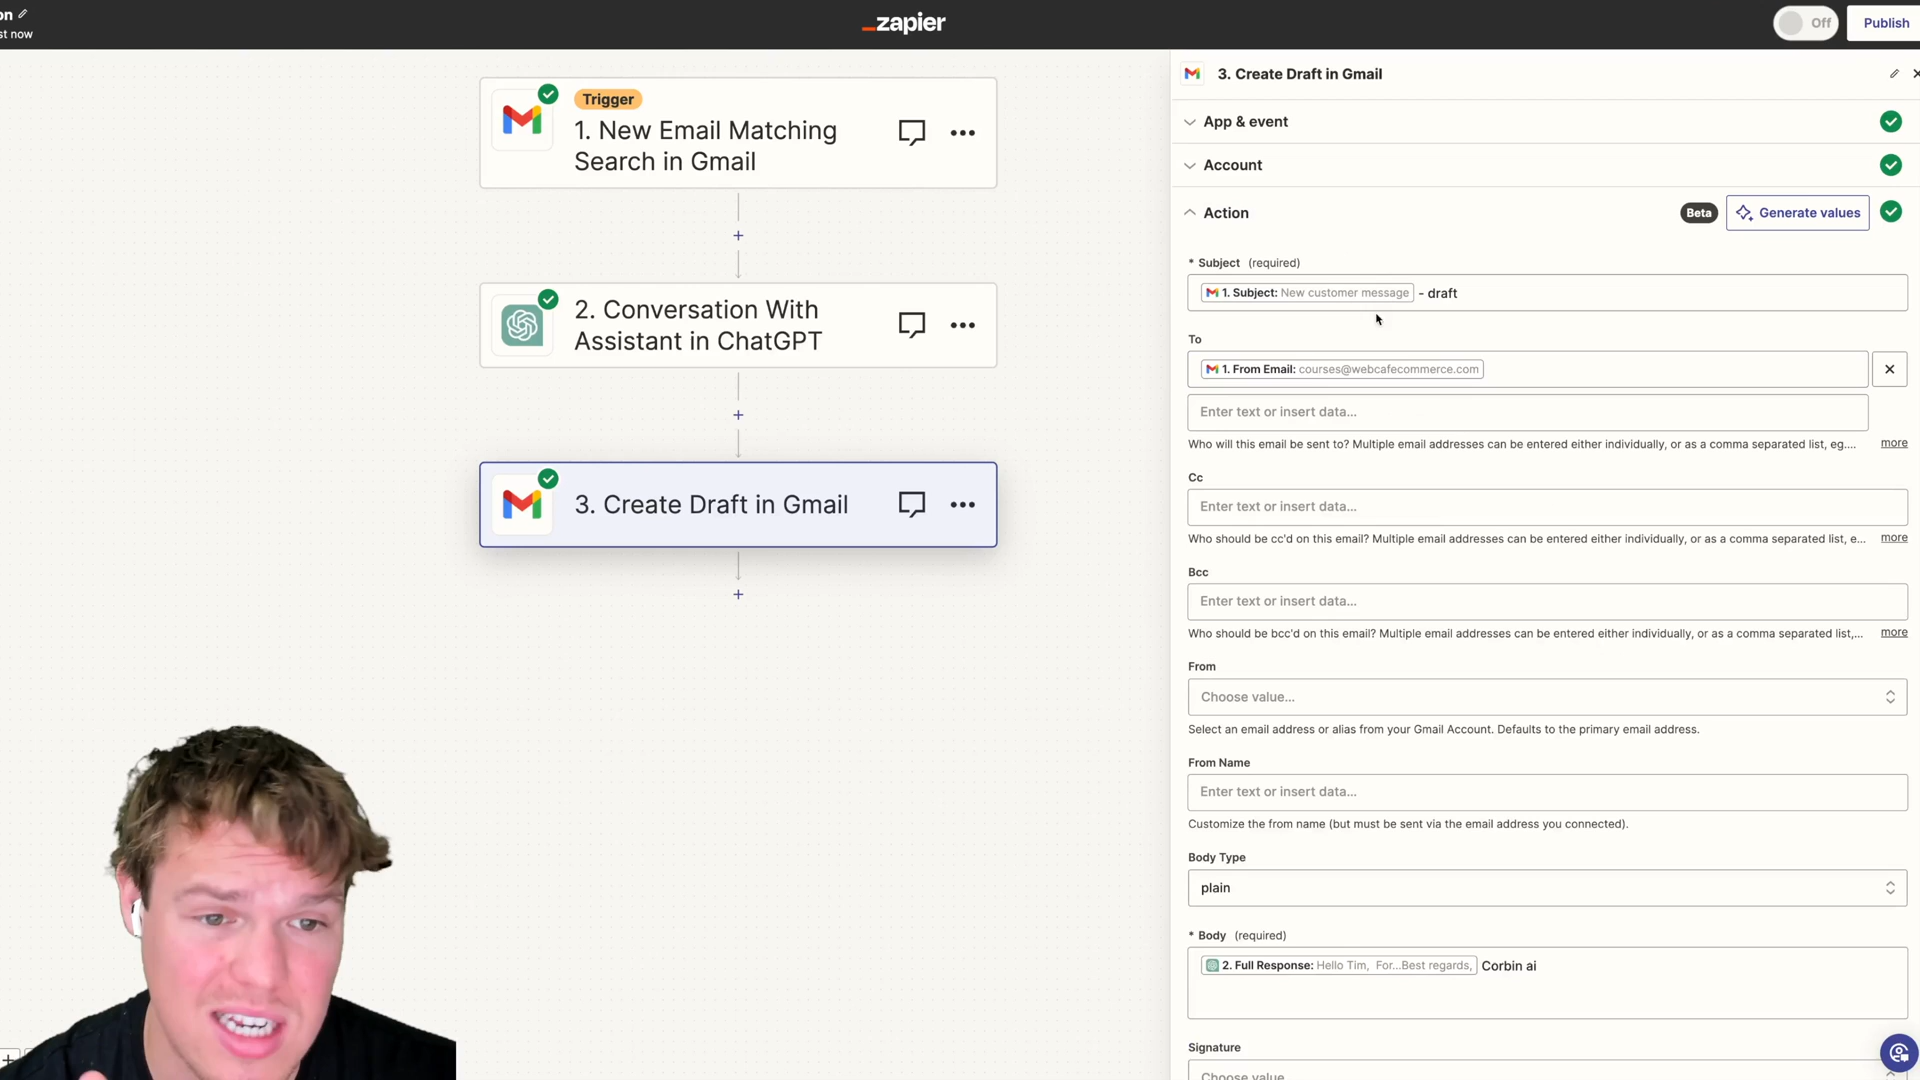 on
st now
zapier
Off
Publish
Trigger
1. New Email Matching
Search in Gmail
2. Conversation With
Assistant in ChatGPT
3. Create Draft in Gmail
3. Create Draft in Gmail
App & event
Account
Action
Beta
Generate values
* Subject (required)
1. Subject: New customer message - draft
To
1. From Email: courses@webcafecommerce.com
Enter text or insert data...
Who will this email be sent to? Multiple email addresses can be entered either individually, or as a comma separated list, eg.... more
Cc
Enter text or insert data...
Who should be cc'd on this email? Multiple email addresses can be entered either individually, or as a comma separated list, e... more
Bcc
Enter text or insert data...
Who should be bcc'd on this email? Multiple email addresses can be entered either individually, or as a comma separated list,... more
From
Choose value...
Select an email address or alias from your Gmail Account. Defaults to the primary email address.
From Name
Enter text or insert data...
Customize the from name (but must be sent via the email address you connected).
Body Type
plain
* Body (required)
2. Full Response: Hello Tim, For...Best regards, Corbin ai
Signature
Choose value